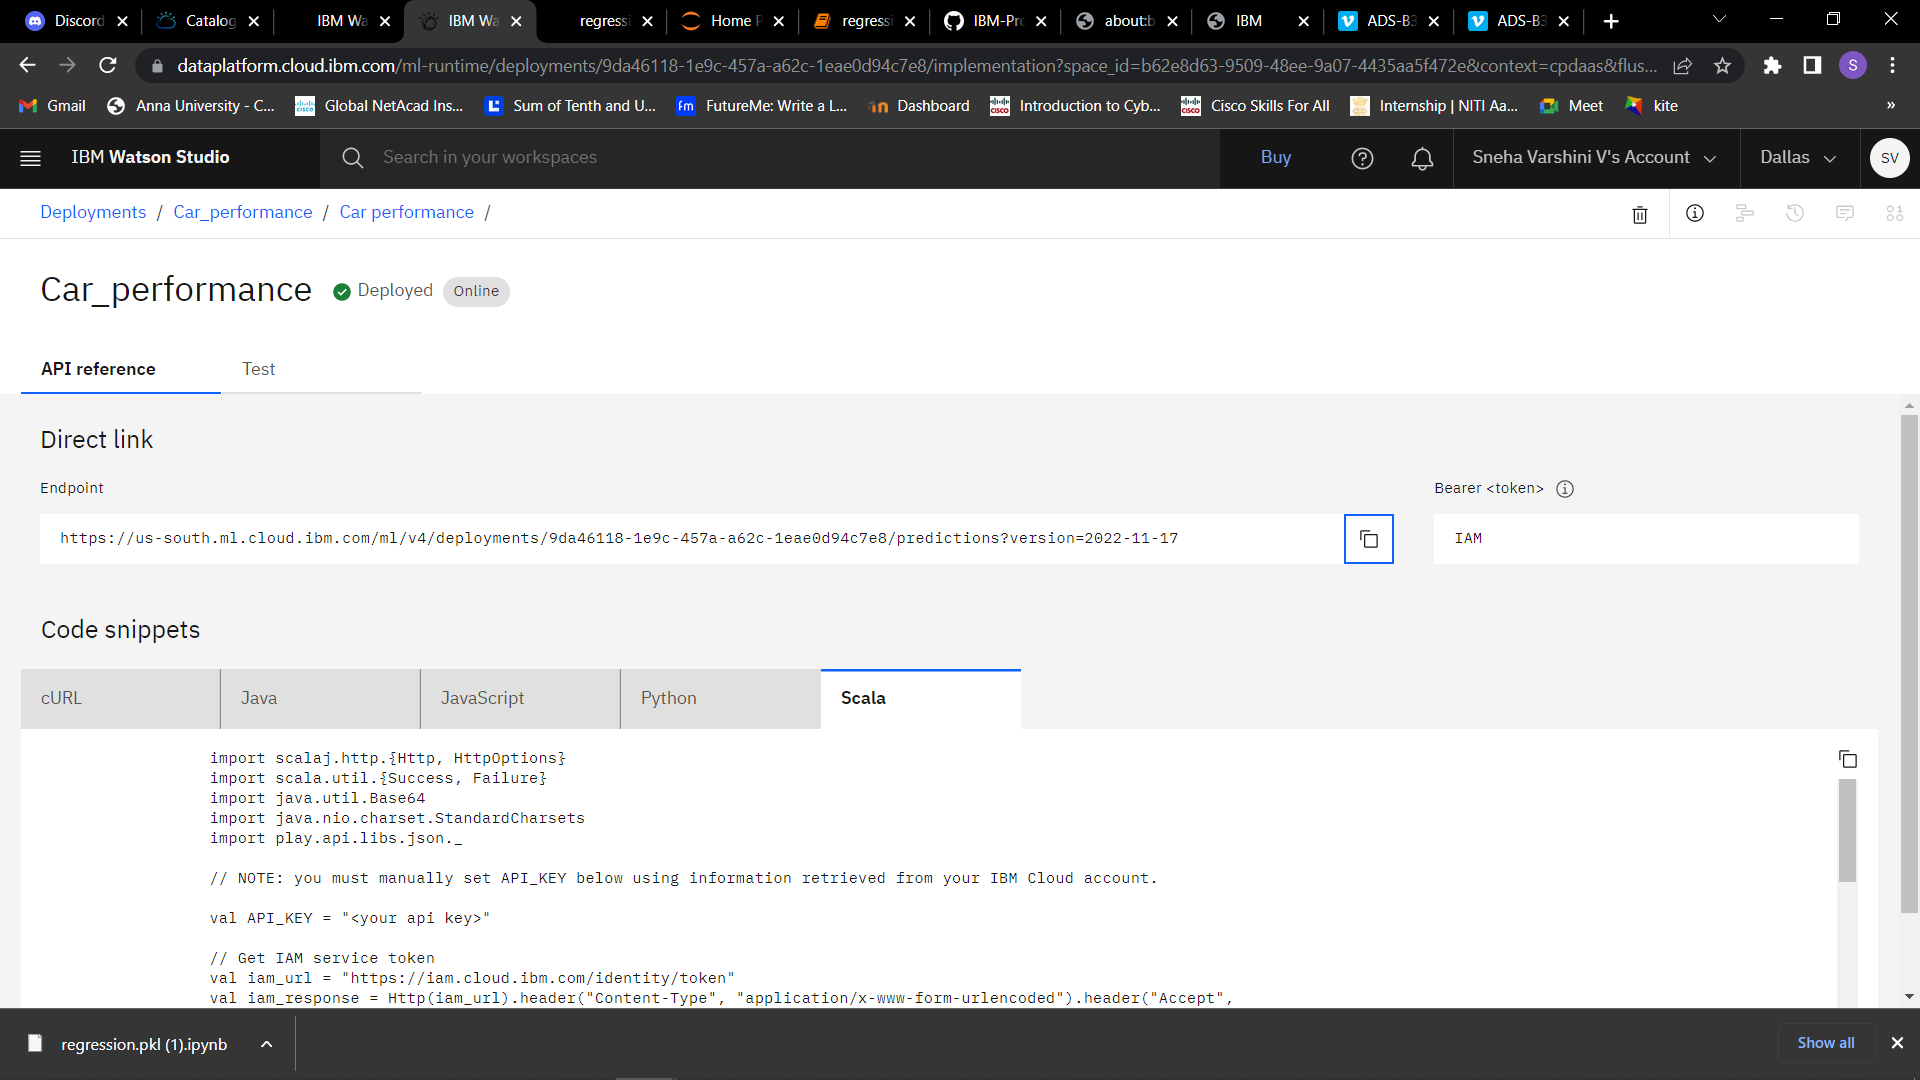 Discord
Catalog
IBM Wa
IBM Wa
regressi
Home P
regressi
IBM-Pro
about:b
IBM
ADS-B3
ADS-B3
dataplatform.cloud.ibm.com/ml-runtime/deployments/9da46118-1e9c-457a-a62c-1eae0d94c7e8/implementation?space_id=b62e8d63-9509-48ee-9a07-4435aa5f472e&context=cpdaas&flus...
S
Gmail
Anna University - C...
Global NetAcad Ins...
Sum of Tenth and U...
fm
FutureMe: Write a L...
Dashboard
Introduction to Cyb...
Cisco Skills For All
Internship | NITI Aa...
Meet
kite
»
IBM Watson Studio
Search in your workspaces
Buy
Sneha Varshini V's Account
Dallas
SV
Deployments / Car_performance / Car performance /
Car_performance
Deployed
Online
API reference
Test
Direct link
Endpoint
Bearer <token>
https://us-south.ml.cloud.ibm.com/ml/v4/deployments/9da46118-1e9c-457a-a62c-1eae0d94c7e8/predictions?version=2022-11-17
IAM
Code snippets
cURL
Java
JavaScript
Python
Scala
import scalaj.http.{Http, HttpOptions}
import scala.util.{Success, Failure}
import java.util.Base64
import java.nio.charset.StandardCharsets
import play.api.libs.json._
// NOTE: you must manually set API_KEY below using information retrieved from your IBM Cloud account.
val API_KEY = "<your api key>"
// Get IAM service token
val iam_url = "https://iam.cloud.ibm.com/identity/token"
val iam_response = Http(iam_url).header("Content-Type", "application/x-www-form-urlencoded").header("Accept",
regression.pkl (1).ipynb
Show all